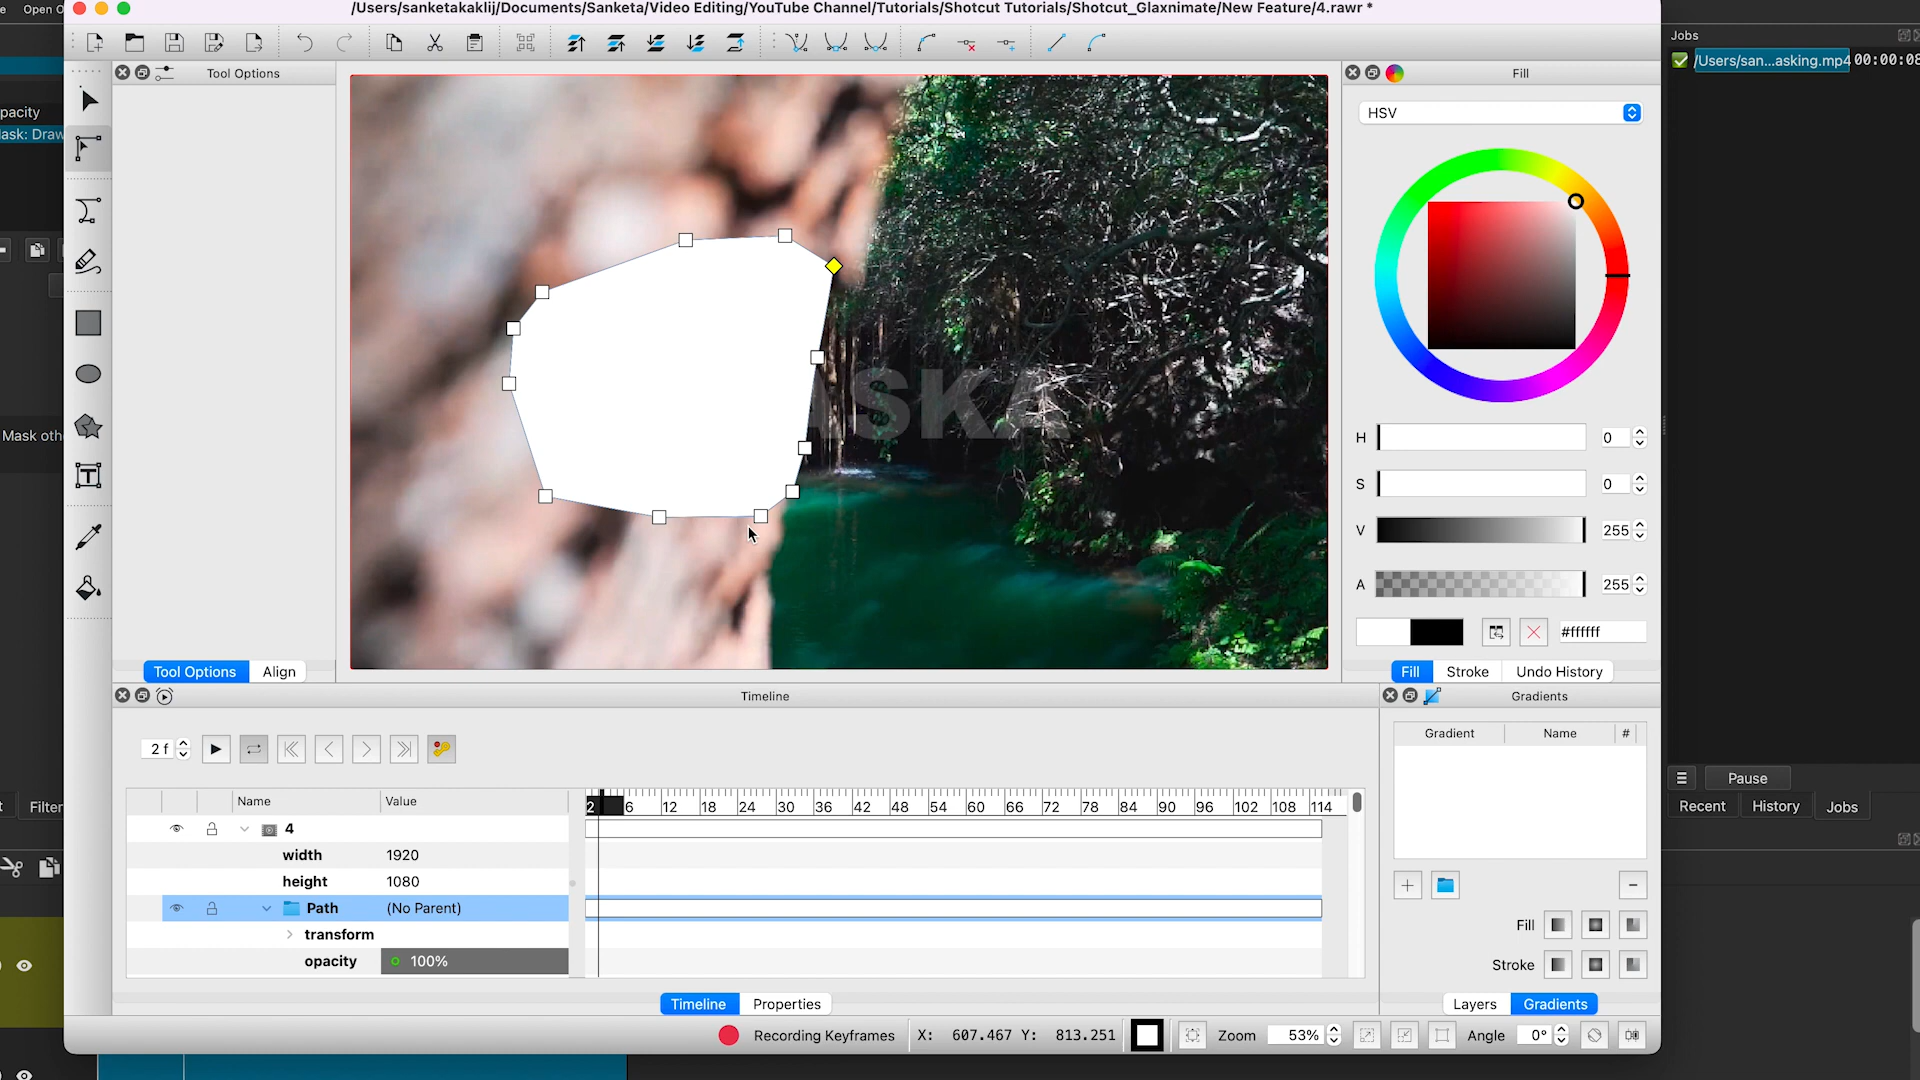 e
Open O
/Users/sanketakaklij/Documents/Sanketa/Video Editing/YouTube Channel/Tutorials/Shotcut Tutorials/Shotcut_Glaxnimate/New Feature/4.rawr *
Jobs
/Users/san...asking.mp4 00:00:08
Tool Options
Fill
pacity
lask: Draw
HSV
Mask oth
ASKA
H 0
S 0
V 255
A 255
#ffffff
Tool Options
Align
Fill
Stroke
Undo History
Timeline
Gradients
2 f
Gradient
Name
#
Pause
Name
Value
2 6 12 18 24 30 36 42 48 54 60 66 72 78 84 90 96 102 108 114
t
Filter
Recent
History
Jobs
4
width 1920
height 1080
Path (No Parent)
transform
opacity 100%
Fill
Stroke
Timeline
Properties
Layers
Gradients
Recording Keyframes
X: 607.467 Y: 813.251
Zoom 53%
Angle 0°